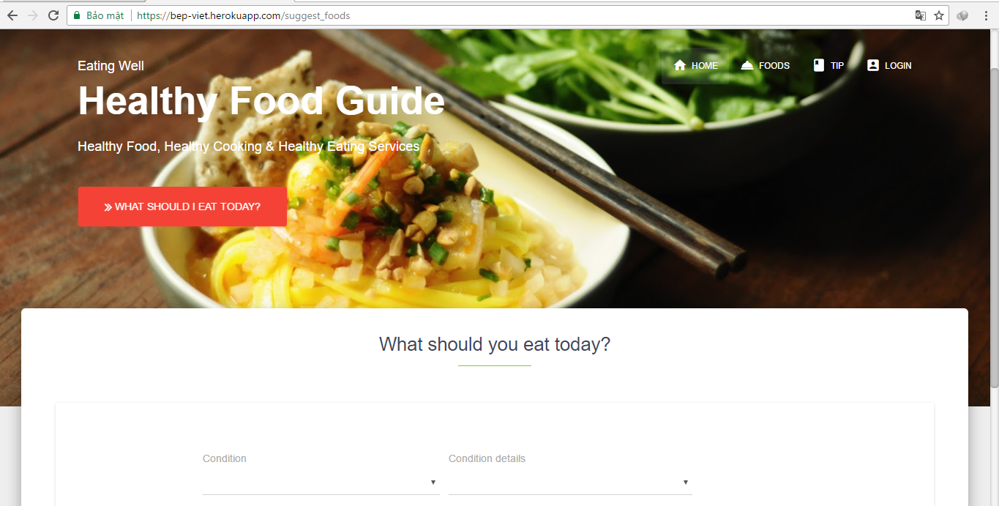 Bảo mật
https://bep-viet.herokuapp.com/suggest_foods
Eating Well
HOME
FOODS
TIP
LOGIN
Healthy Food Guide
Healthy Food, Healthy Cooking & Healthy Eating Services
WHAT SHOULD I EAT TODAY?
What should you eat today?
Condition
Condition details